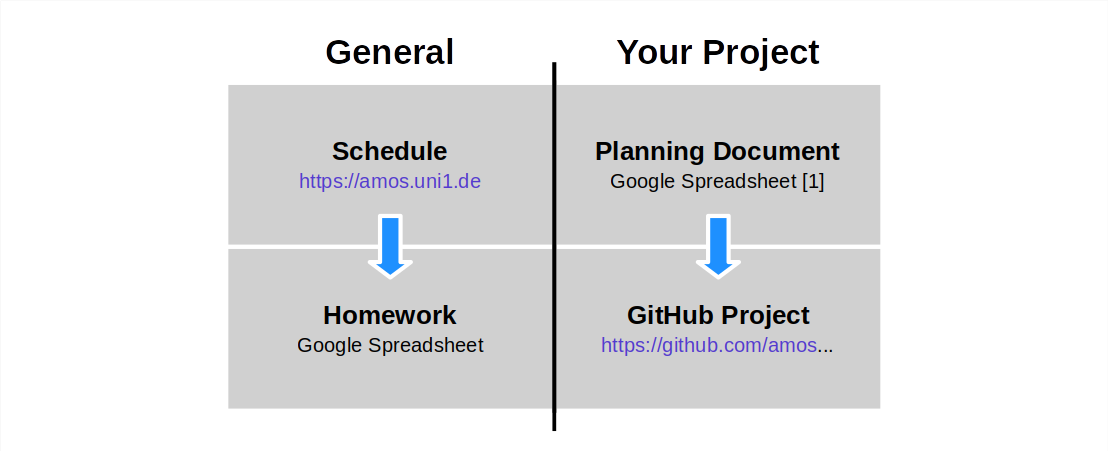 General
Your Project
Schedule
https://amos.uni1.de
Planning Document
Google Spreadsheet [1]
Homework
Google Spreadsheet
GitHub Project
https://github.com/amos...